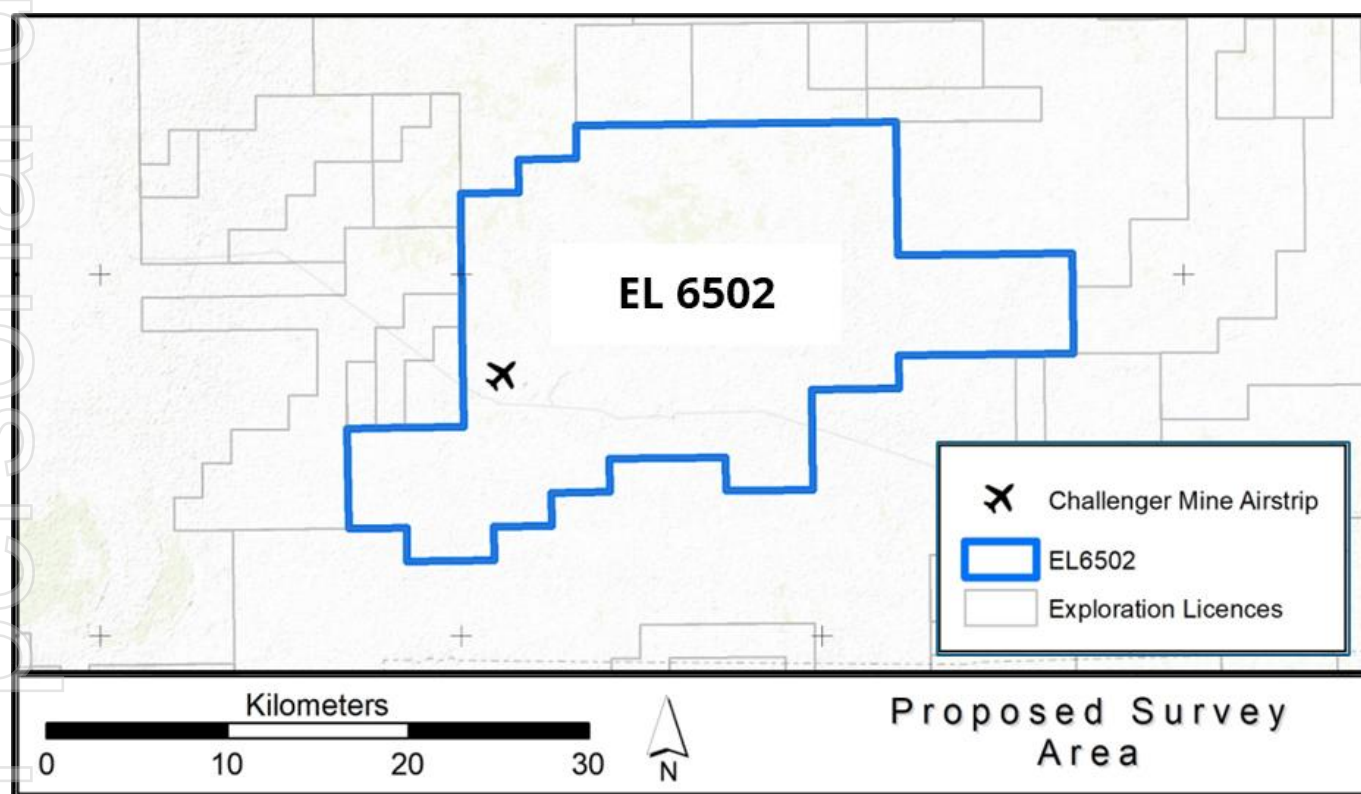 EL 6502
Challenger Mine Airstrip
EL6502
Exploration Licences
Kilometers
0 10 20 30
N
Proposed Survey
Area